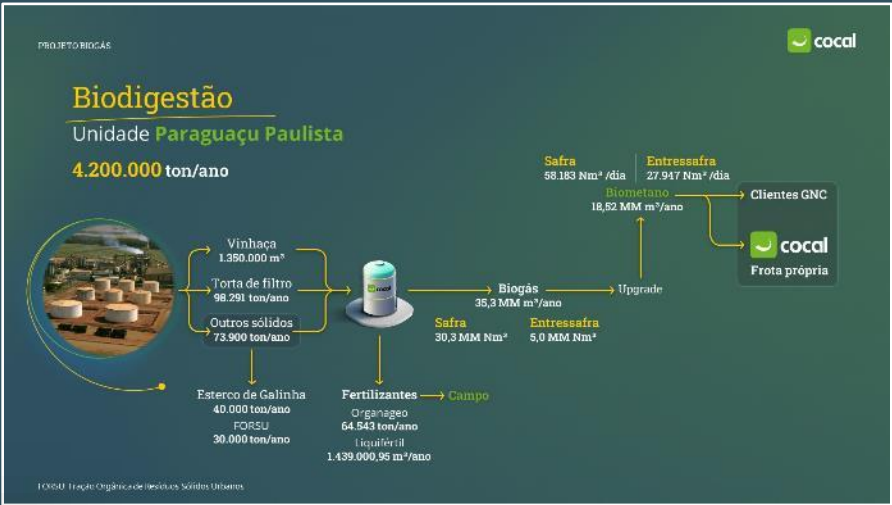 PROJETO BIOGÁS
cocal
Biodigestão
Unidade Paraguaçu Paulista
4.200.000 ton/ano
Safra
58.183 Nm³ /dia
Entressafra
27.947 Nm³ /dia
Biometano
18,52 MM m³/ano
Clientes GNC
cocal
Frota própria
Vinhaça
1.350.000 m³
Torta de filtro
98.291 ton/ano
Outros sólidos
73.900 ton/ano
cocal
Biogás
35,3 MM m³/ano
Upgrade
Safra
30,3 MM Nm³
Entressafra
5,0 MM Nm³
Esterco de Galinha
40.000 ton/ano
FORSU
30.000 ton/ano
Fertilizantes
Campo
Organageo
64.543 ton/ano
Liquifértil
1.439.000,95 m³/ano
FORSU: Fração Orgânica de Resíduos Sólidos Urbanos